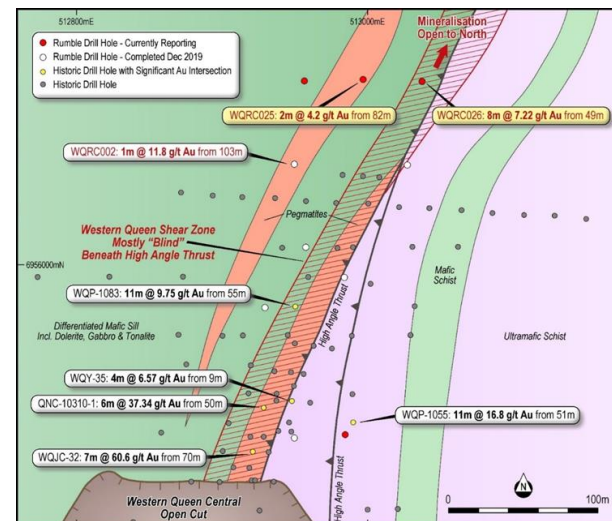 512800mE
513000mE
Rumble Drill Hole - Currently Reporting
Rumble Drill Hole - Completed Dec 2019
Historic Drill Hole with Significant Au Intersection
Historic Drill Hole
Mineralisation
Open to North
WQRC025: 2m @ 4.2 g/t Au from 82m
WQRC026: 8m @ 7.22 g/t Au from 49m
WQRC002: 1m @ 11.8 g/t Au from 103m
Pegmatites
Western Queen Shear Zone
Mostly "Blind"
Beneath High Angle Thrust
6956000mN
Mafic
Schist
WQP-1083: 11m @ 9.75 g/t Au from 55m
High Angle Thrust
Differentiated Mafic Sill
Incl. Dolerite, Gabbro & Tonalite
Ultramafic Schist
WQY-35: 4m @ 6.57 g/t Au from 9m
QNC-10310-1: 6m @ 37.34 g/t Au from 50m
WQP-1055: 11m @ 16.8 g/t Au from 51m
WQJC-32: 7m @ 60.6 g/t Au from 70m
High Angle Thrust
Western Queen Central
Open Cut
N
0
100m